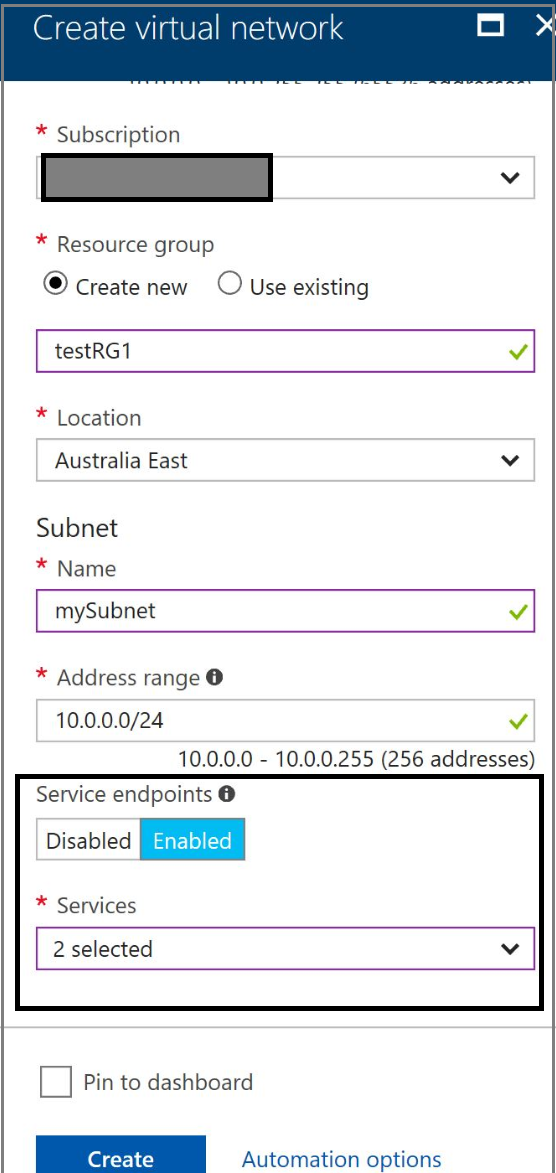 Create virtual network
* Subscription
* Resource group
Create new Use existing
testRG1
* Location
Australia East
Subnet
* Name
mySubnet
* Address range
10.0.0.0/24
10.0.0.0 - 10.0.0.255 (256 addresses)
Service endpoints
Disabled Enabled
* Services
2 selected
Pin to dashboard
Create Automation options